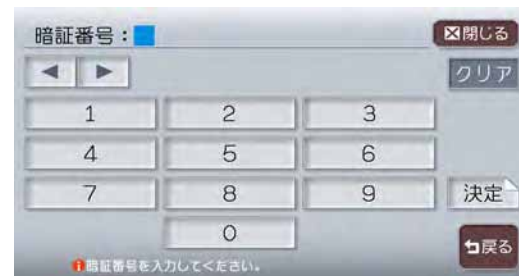 暗証番号：
×閉じる
◀ ▶
クリア
1 2 3
4 5 6
7 8 9
決定
0
戻る
暗証番号を入力してください。